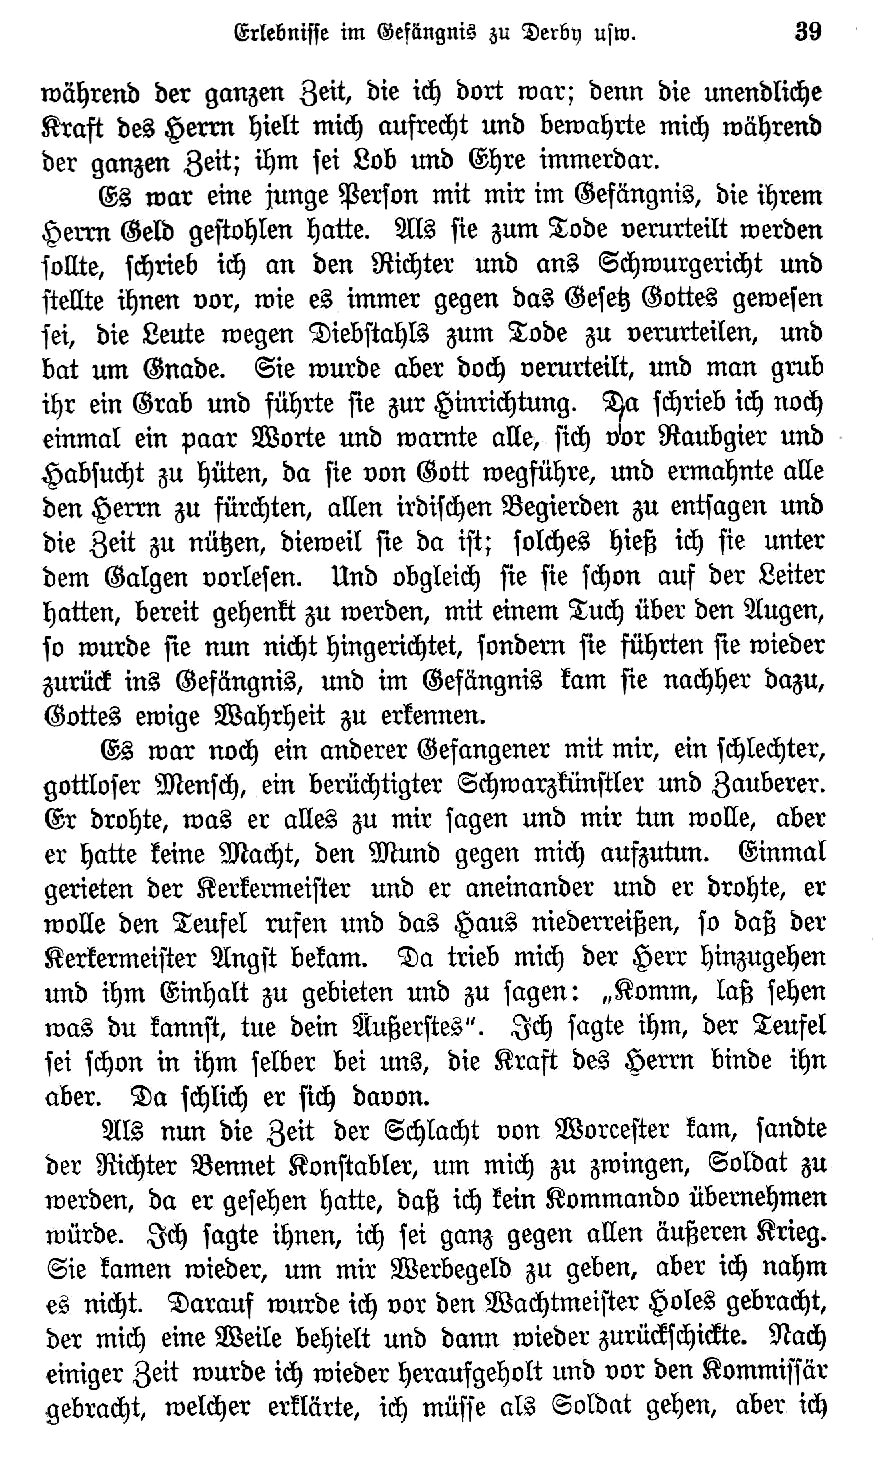 Erlebnisse im Gefängnis zu Derby usw. 39
während der ganzen Zeit, die ich dort war; denn die unendliche
Kraft des Herrn hielt mich aufrecht und bewahrte mich während
der ganzen Zeit; ihm sei Lob und Ehre immerdar.
Es war eine junge Person mit mir im Gefängnis, die ihrem
Herrn Geld gestohlen hatte. Als sie zum Tode verurteilt werden
sollte, schrieb ich an den Richter und ans Schwurgericht und
stellte ihnen vor, wie es immer gegen das Gesetz Gottes gewesen
sei, die Leute wegen Diebstahls zum Tode zu verurteilen, und
bat um Gnade. Sie wurde aber doch verurteilt, und man grub
ihr ein Grab und führte sie zur Hinrichtung. Da schrieb ich noch
einmal ein paar Worte und warnte alle, sich vor Raubgier und
Habsucht zu hüten, da sie von Gott wegführe, und ermahnte alle
den Herrn zu fürchten, allen irdischen Begierden zu entsagen und
die Zeit zu nützen, dieweil sie da ist; solches hieß ich sie unter
dem Galgen vorlesen. Und obgleich sie sie schon auf der Leiter
hatten, bereit gehenkt zu werden, mit einem Tuch über den Augen,
so wurde sie nun nicht hingerichtet, sondern sie führten sie wieder
zurück ins Gefängnis, und im Gefängnis kam sie nachher dazu,
Gottes ewige Wahrheit zu erkennen.
Es war noch ein anderer Gefangener mit mir, ein schlechter,
gottloser Mensch, ein berüchtigter Schwarzkünstler und Zauberer.
Er drohte, was er alles zu mir sagen und mir tun wolle, aber
er hatte keine Macht, den Mund gegen mich aufzutun. Einmal
gerieten der Kerkermeister und er aneinander und er drohte, er
wolle den Teufel rufen und das Haus niederreißen, so daß der
Kerkermeister Angst bekam. Da trieb mich der Herr hinzugehen
und ihm Einhalt zu gebieten und zu sagen: „Komm, laß sehen
was du kannst, tue dein Äußerstes". Ich sagte ihm, der Teufel
sei schon in ihm selber bei uns, die Kraft des Herrn binde ihn
aber. Da schlich er sich davon.
Als nun die Zeit der Schlacht von Worcester kam, sandte
der Richter Bennet Konstabler, um mich zu zwingen, Soldat zu
werden, da er gesehen hatte, daß ich kein Kommando übernehmen
würde. Ich sagte ihnen, ich sei ganz gegen allen äußeren Krieg.
Sie kamen wieder, um mir Werbegeld zu geben, aber ich nahm
es nicht. Darauf wurde ich vor den Wachtmeister Holes gebracht,
der mich eine Weile behielt und dann wieder zurückschickte. Nach
einiger Zeit wurde ich wieder heraufgeholt und vor den Kommissär
gebracht, welcher erklärte, ich müsse als Soldat gehen, aber ich